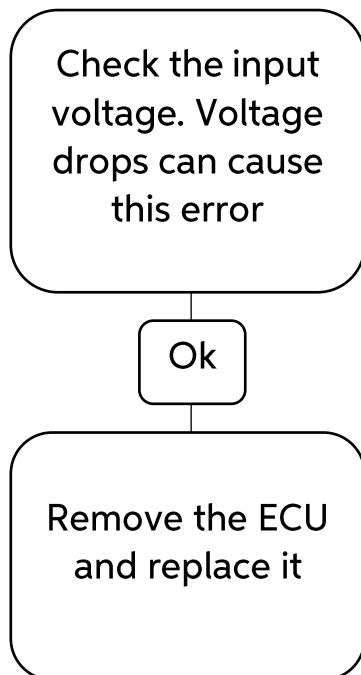 Check the input
voltage. Voltage
drops can cause
this error
Ok
Remove the ECU
and replace it